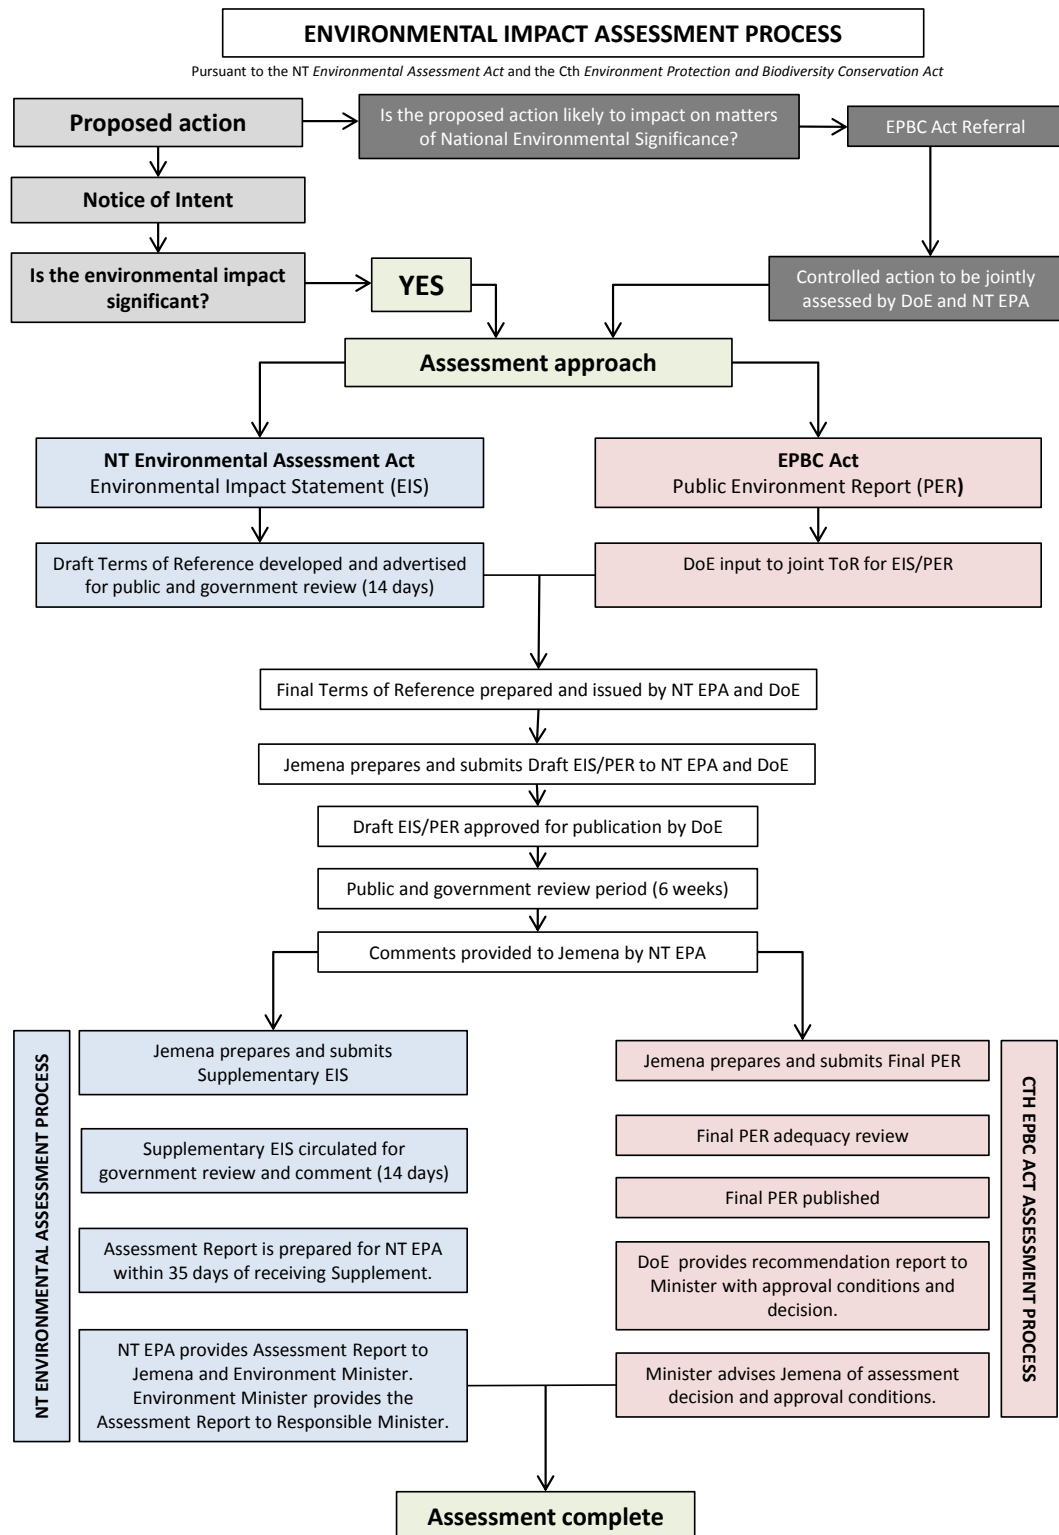 ENVIRONMENTAL IMPACT ASSESSMENT PROCESS
Pursuant to the NT Environmental Assessment Act and the Cth Environment Protection and Biodiversity Conservation Act
Proposed action
Is the proposed action likely to impact on matters
of National Environmental Significance?
EPBC Act Referral
Notice of Intent
Is the environmental impact
significant?
YES
Controlled action to be jointly
assessed by DoE and NT EPA
Assessment approach
NT Environmental Assessment Act
Environmental Impact Statement (EIS)
EPBC Act
Public Environment Report (PER)
Draft Terms of Reference developed and advertised
for public and government review (14 days)
DoE input to joint ToR for EIS/PER
Final Terms of Reference prepared and issued by NT EPA and DoE
Jemena prepares and submits Draft EIS/PER to NT EPA and DoE
Draft EIS/PER approved for publication by DoE
Public and government review period (6 weeks)
Comments provided to Jemena by NT EPA
NT ENVIRONMENTAL ASSESSMENT PROCESS
Jemena prepares and submits
Supplementary EIS
Supplementary EIS circulated for
government review and comment (14 days)
Assessment Report is prepared for NT EPA
within 35 days of receiving Supplement.
NT EPA provides Assessment Report to
Jemena and Environment Minister.
Environment Minister provides the
Assessment Report to Responsible Minister.
Jemena prepares and submits Final PER
Final PER adequacy review
Final PER published
DoE provides recommendation report to
Minister with approval conditions and
decision.
Minister advises Jemena of assessment
decision and approval conditions.
CTH EPBC ACT ASSESSMENT PROCESS
Assessment complete